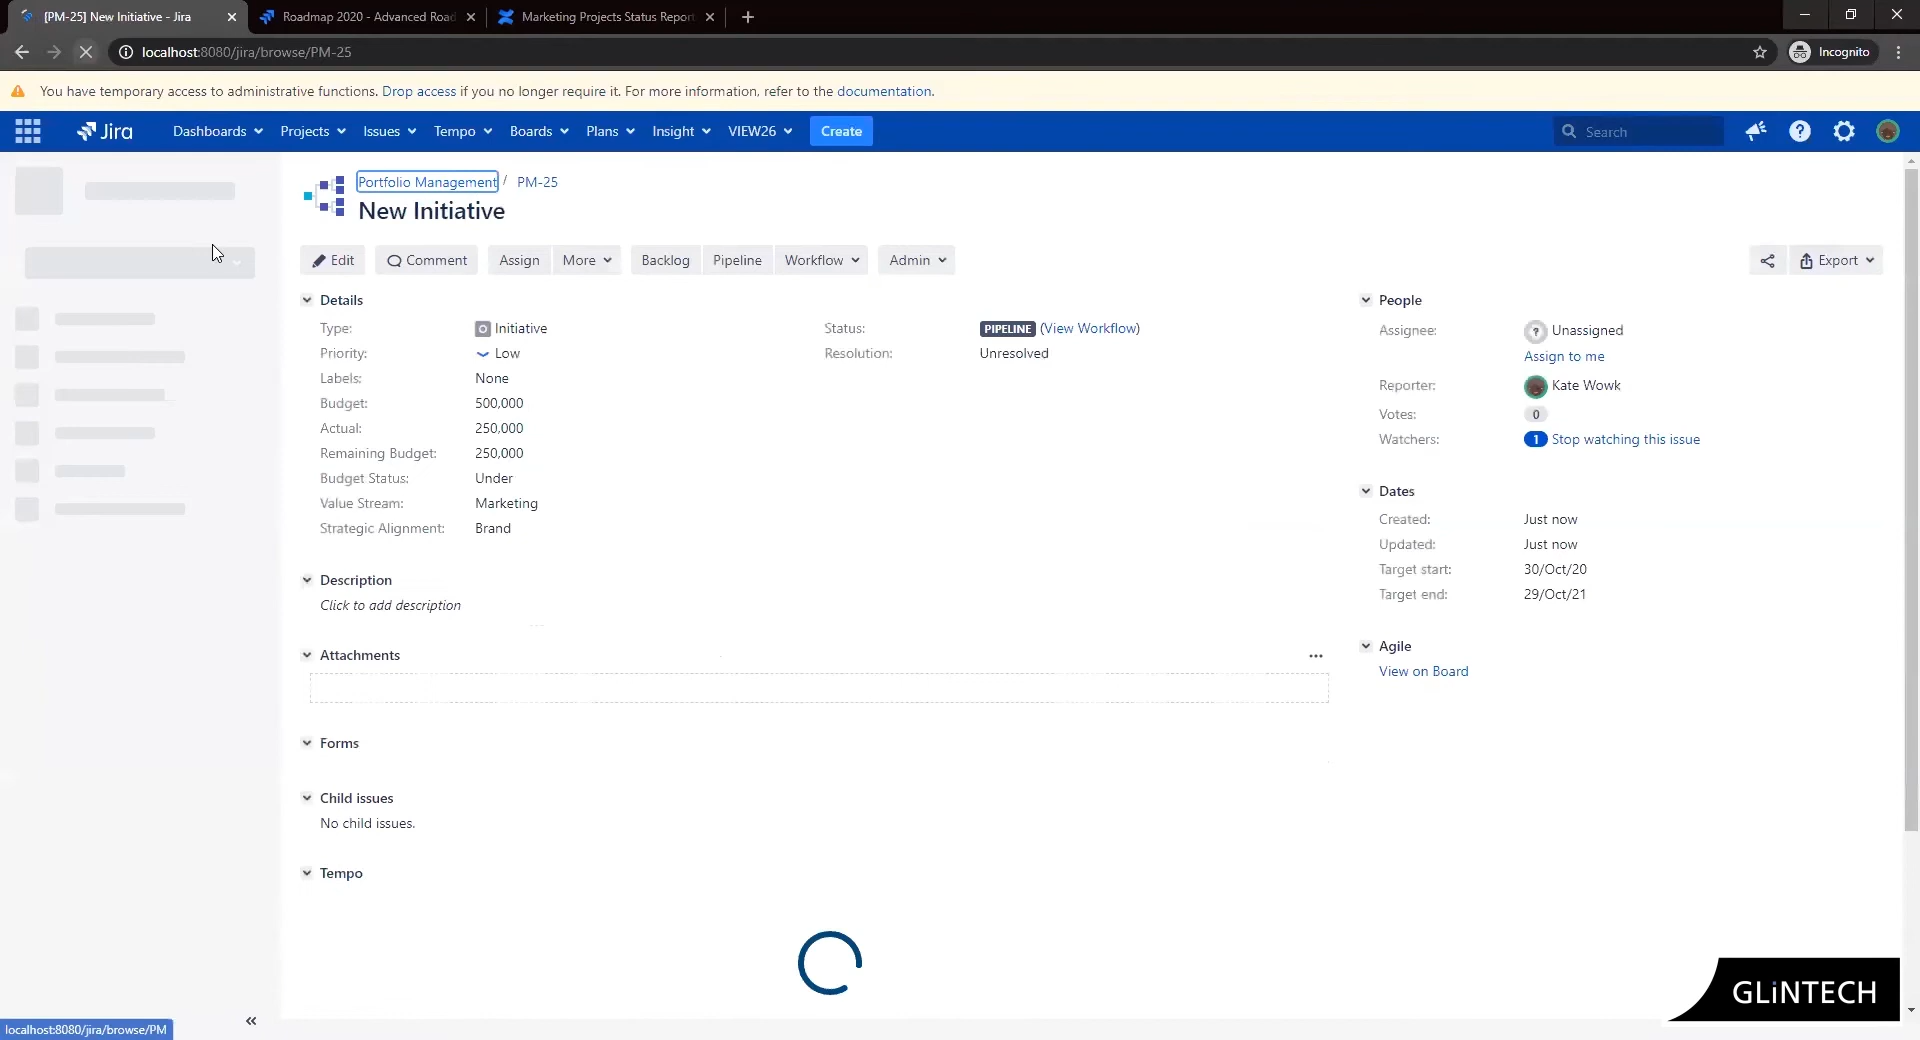 [PM-25] New Initiative - Jira
Roadmap 2020 - Advanced Road
Marketing Projects Status Report
localhost:8080/jira/browse/PM-25
Incognito
You have temporary access to administrative functions. Drop access if you no longer require it. For more information, refer to the documentation.
Jira
Dashboards
Projects
Issues
Tempo
Boards
Plans
Insight
VIEW26
Create
Search
Portfolio Management / PM-25
New Initiative
Edit
Comment
Assign
More
Backlog
Pipeline
Workflow
Admin
Export
Details
Type: Initiative
Status: PIPELINE (View Workflow)
Priority: Low
Resolution: Unresolved
Labels: None
Budget: 500,000
Actual: 250,000
Remaining Budget: 250,000
Budget Status: Under
Value Stream: Marketing
Strategic Alignment: Brand
Description
Click to add description
Attachments
Forms
Child issues
No child issues.
Tempo
People
Assignee: Unassigned
Assign to me
Reporter: Kate Wowk
Votes: 0
Watchers: 1 Stop watching this issue
Dates
Created: Just now
Updated: Just now
Target start: 30/Oct/20
Target end: 29/Oct/21
Agile
View on Board
GLiNTECH
localhost:8080/jira/browse/PM